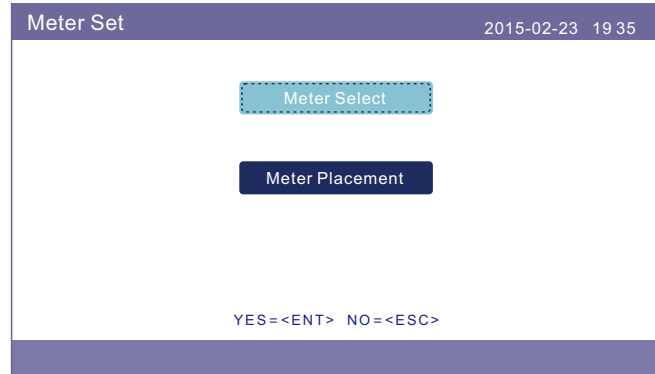 Meter Set
2015-02-23 19 35
Meter Select
Meter Placement
YES=<ENT> NO=<ESC>